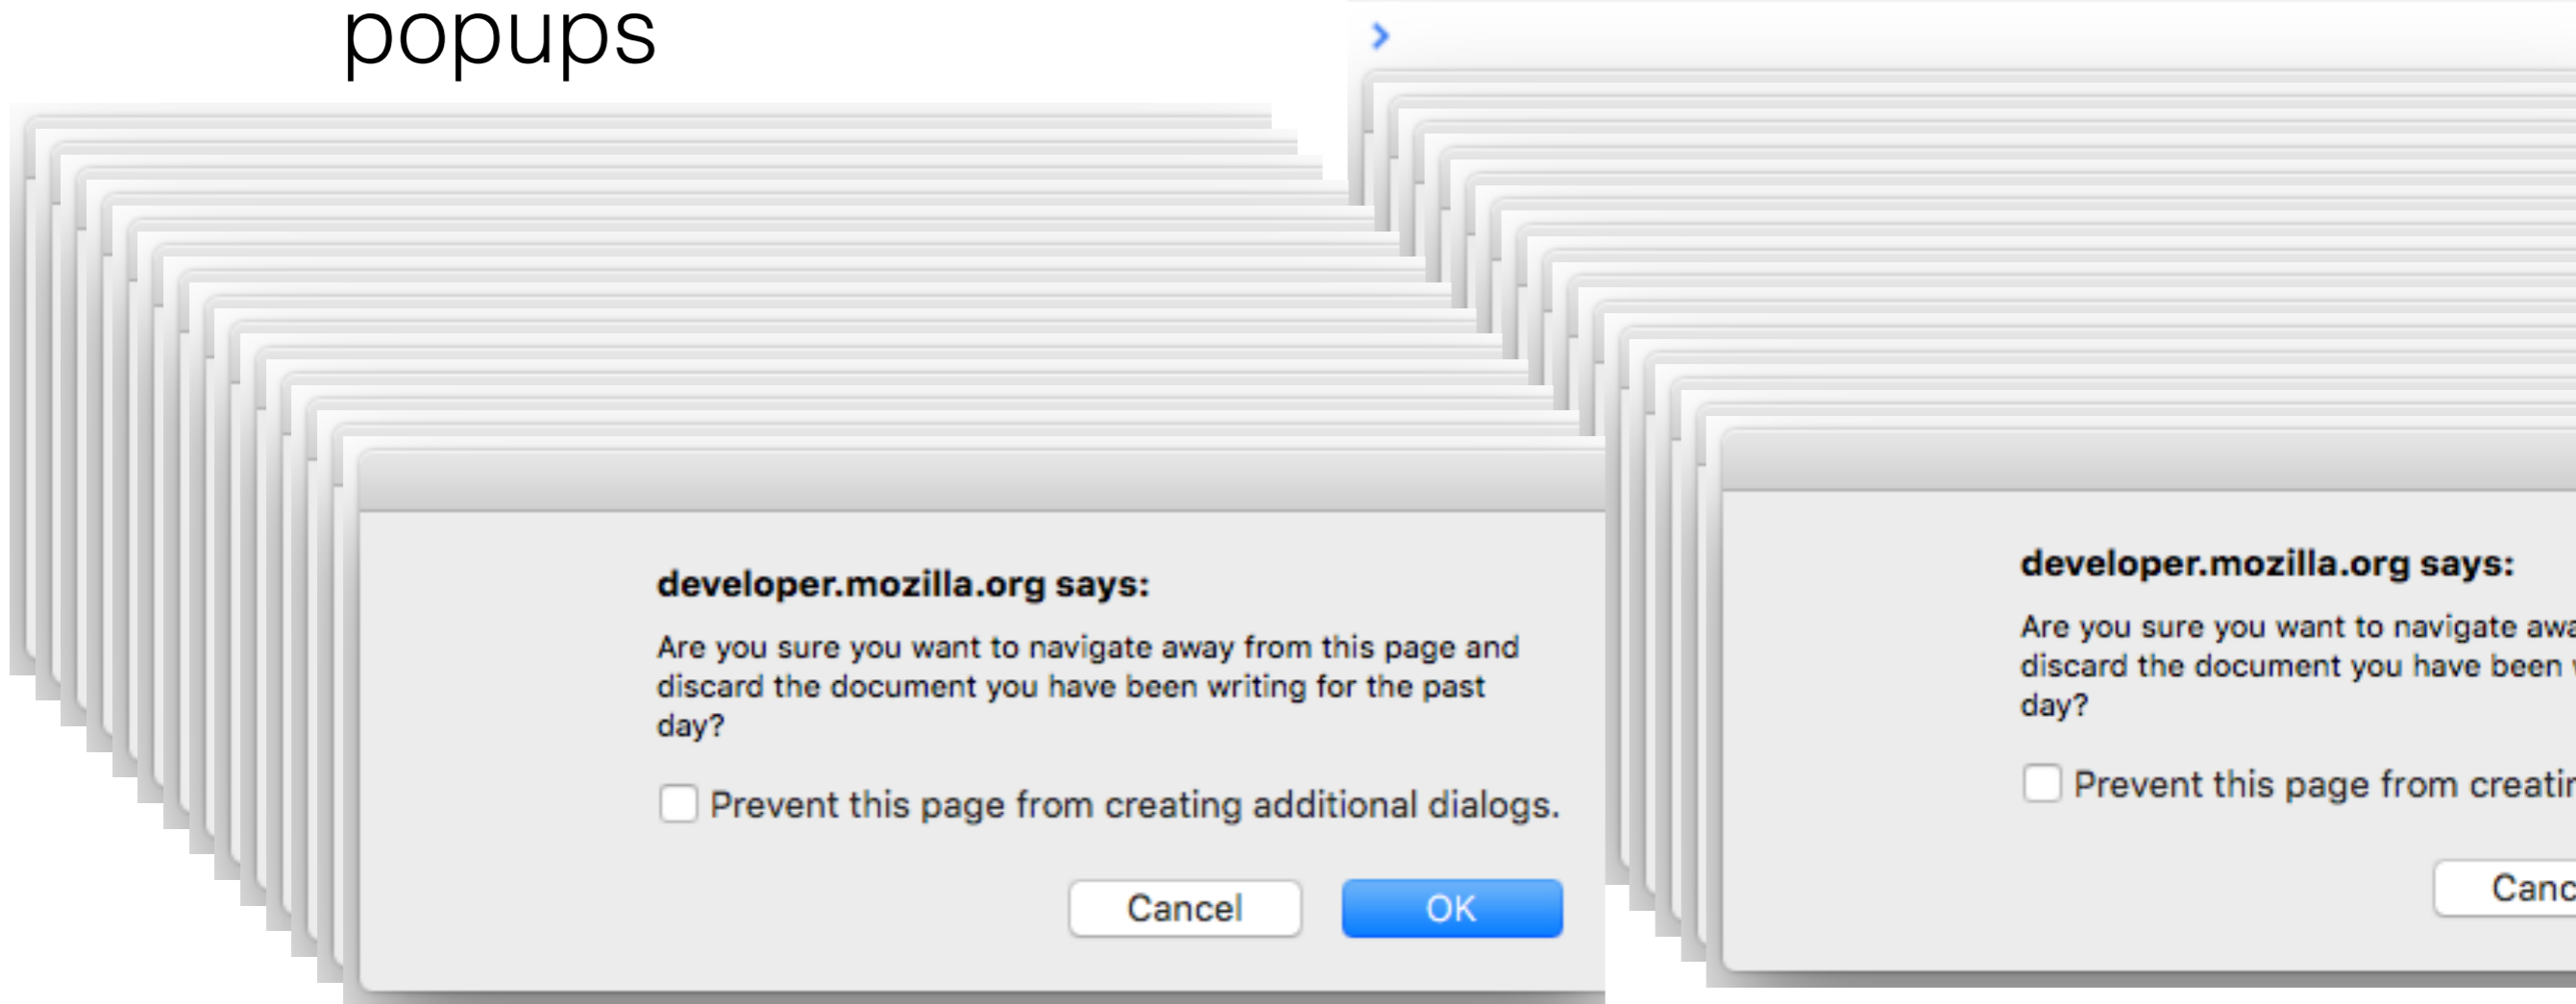 popups
developer.mozilla.org says:
Are you sure you want to navigate away from this page and
discard the document you have been writing for the past
day?
Prevent this page from creating additional dialogs.
Cancel
OK
developer.mozilla.org says:
Are you sure you want to navigate awa
discard the document you have been
day?
Prevent this page from creatin
Canc